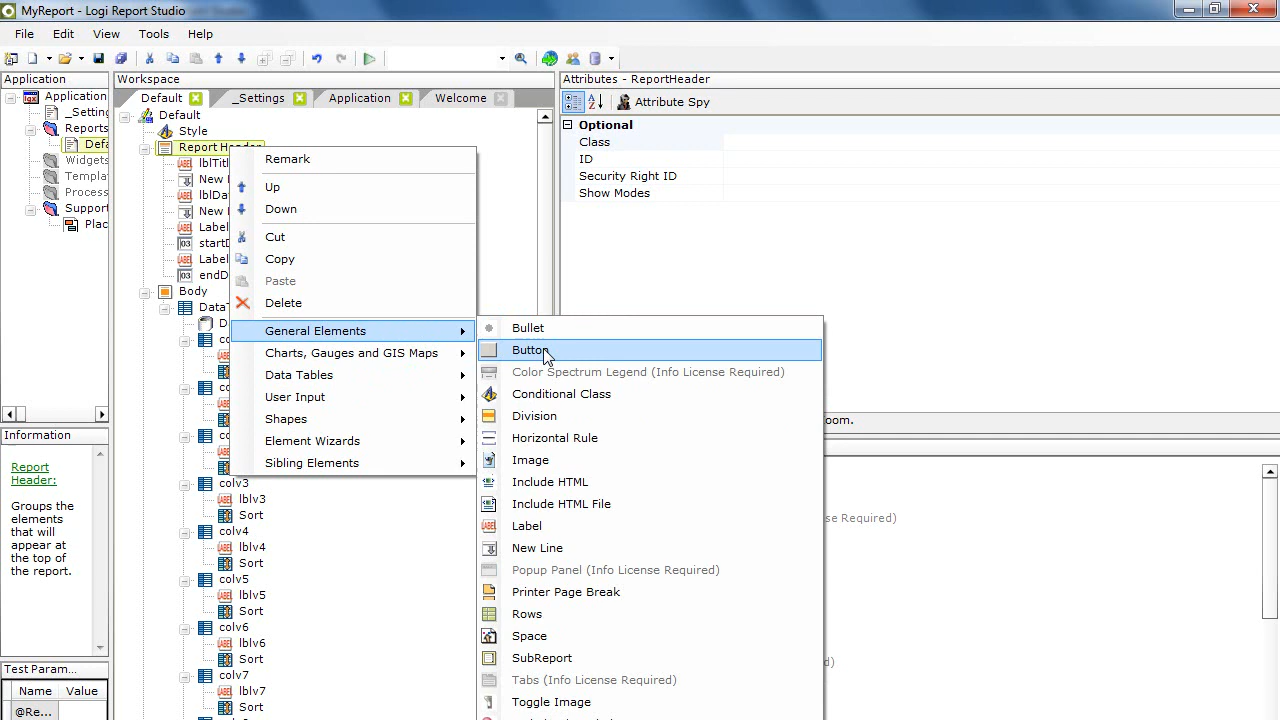 MyReport - Logi Report Studio
File Edit View Tools Help
Application
Application
_Setting
Reports
Defa
Widgets
Templa
Process
Support
Plac
Information
Report
Header:
Groups the
elements
that will
appear at
the top of
the report.
Test Param...
Name Value
@Re...
Workspace
Default _Settings Application Welcome
Default
Style
Report Header
lblTitl
New L
lblDat
New L
Label
startD
Label
endD
Body
DataT
D
co
co
co
colv3
lblv3
Sort
colv4
lblv4
Sort
colv5
lblv5
Sort
colv6
lblv6
Sort
colv7
lblv7
Sort
Remark
Up
Down
Cut
Copy
Paste
Delete
General Elements
Charts, Gauges and GIS Maps
Data Tables
User Input
Shapes
Element Wizards
Sibling Elements
Bullet
Button
Color Spectrum Legend (Info License Required)
Conditional Class
Division
Horizontal Rule
Image
Include HTML
Include HTML File
Label
New Line
Popup Panel (Info License Required)
Printer Page Break
Rows
Space
SubReport
Tabs (Info License Required)
Toggle Image
Attributes - ReportHeader
Attribute Spy
Optional
Class
ID
Security Right ID
Show Modes
oom.
se Required)
d)